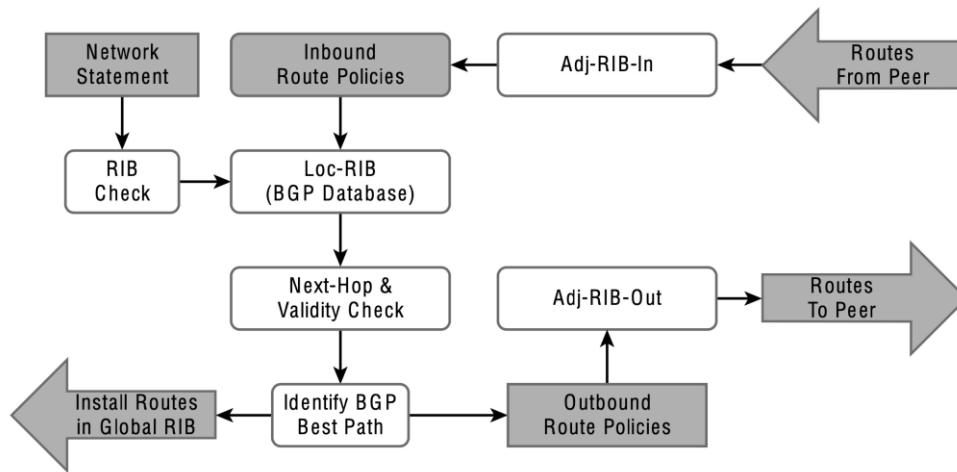 Network
Statement
Inbound
Route Policies
Adj-RIB-In
Routes
From Peer
RIB
Check
Loc-RIB
(BGP Database)
Next-Hop &
Validity Check
Adj-RIB-Out
Routes
To Peer
Install Routes
in Global RIB
Identify BGP
Best Path
Outbound
Route Policies